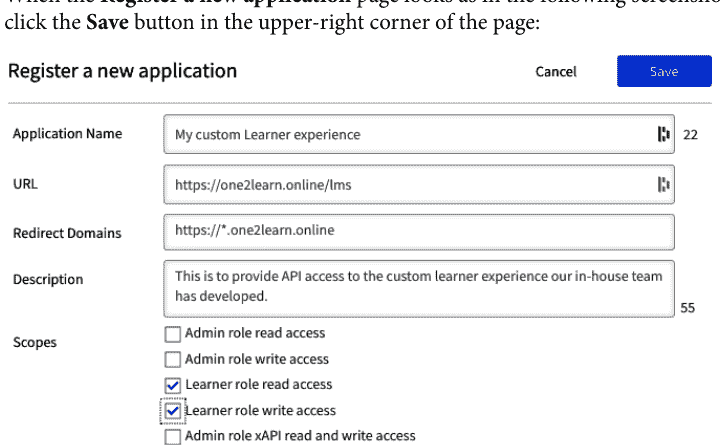 When the Register a new application page looks as in the following screensho
click the Save button in the upper-right corner of the page:
Register a new application Cancel Save
Application Name My custom Learner experience 22
URL https://one2learn.online/lms
Redirect Domains https://*.one2learn.online
Description This is to provide API access to the custom learner experience our in-house team
has developed.
55
Scopes
Admin role read access
Admin role write access
Learner role read access
Learner role write access
Admin role xAPI read and write access